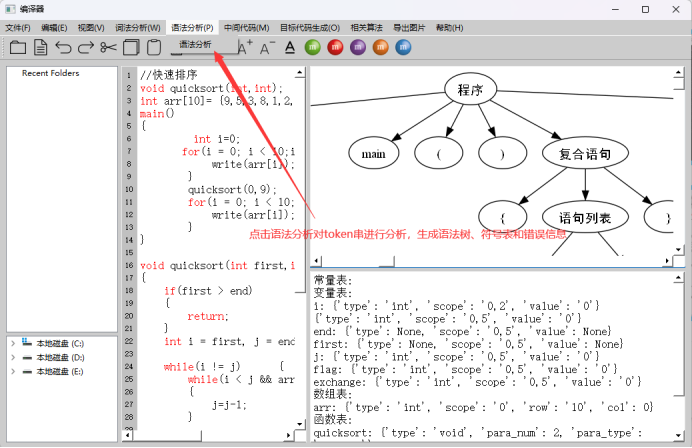 编译器
文件(F) 编辑(E) 视图(V) 词法分析(W) 语法分析(P) 中间代码(M) 目标代码生成(O) 相关算法 导出图片 帮助(H)
语法分析
A+ A- A m m m m m
Recent Folders
本地磁盘 (C:)
本地磁盘 (D:)
本地磁盘 (E:)
1 //快速排序
2 void quicksort(int,int);
3 int arr[10]= {9,5,3,8,1,2,
4 main()
5 {
6 int i=0;
7 for(i = 0; i < 10;i
8 write(arr[i]);
9 }
10 quicksort(0,9);
11 for(i = 0; i < 10;
12 write(arr[i]);
13 }
14 }
15
16 void quicksort(int first,i
17 {
18 if(first > end)
19 {
20 return;
21 }
22 int i = first, j = end
23
24 while(i != j) {
25 while(i < j && arr
26 {
27 j=j-1;
28 }
29
程序
main ( ) 复合语句
{ 语句列表 }
点击语法分析对token串进行分析，生成语法树、符号表和错误信息
常量表:
变量表:
i: {'type': 'int', 'scope': '0,2', 'value': '0'}
{'type': 'int', 'scope': '0,5', 'value': '0'}
end: {'type': None, 'scope': '0,5', 'value': None}
first: {'type': None, 'scope': '0,5', 'value': None}
j: {'type': 'int', 'scope': '0,5', 'value': '0'}
flag: {'type': 'int', 'scope': '0,5', 'value': '0'}
exchange: {'type': 'int', 'scope': '0,5', 'value': '0'}
数组表:
arr: {'type': 'int', 'scope': '0', 'row': '10', 'col': 0}
函数表:
quicksort: {'type': 'void', 'para_num': 2, 'para_type':